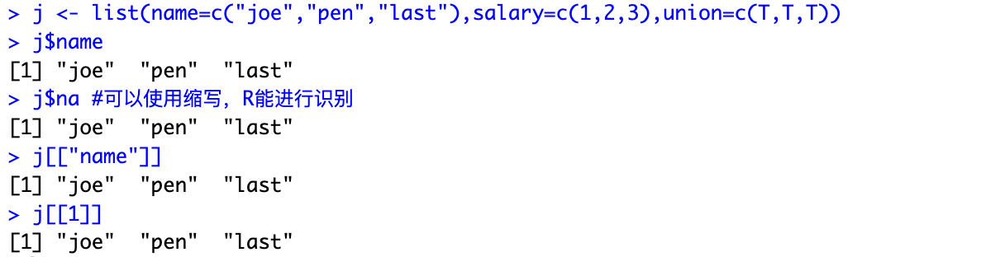 > j <- list(name=c("joe","pen","last"),salary=c(1,2,3),union=c(T,T,T))
> j$name
[1] "joe"  "pen"  "last"
> j$na #可以使用缩写，R能进行识别
[1] "joe"  "pen"  "last"
> j[["name"]]
[1] "joe"  "pen"  "last"
> j[[1]]
[1] "joe"  "pen"  "last"